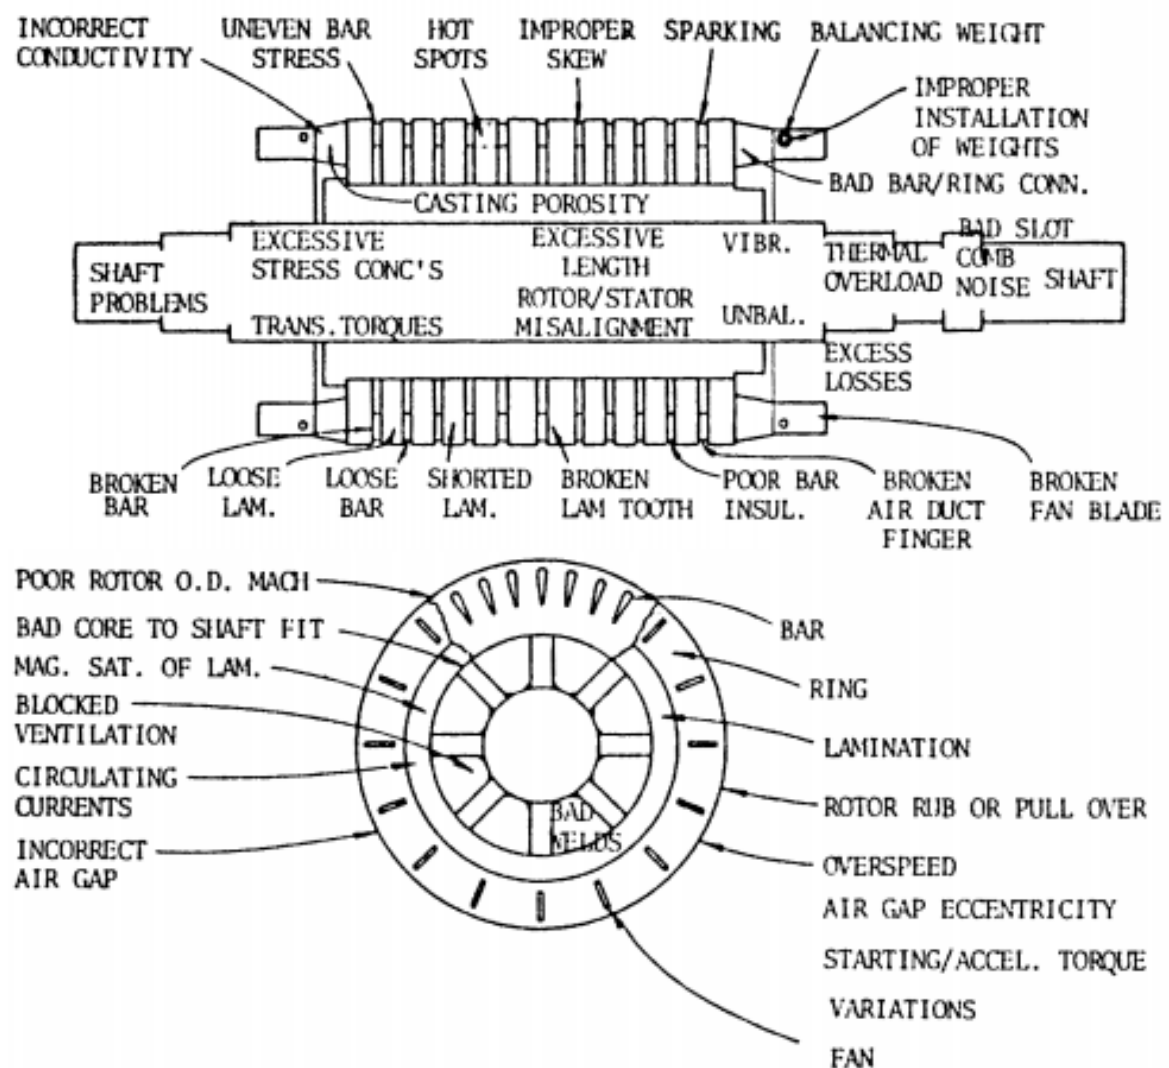 INCORRECT
CONDUCTIVITY
UNEVEN BAR
STRESS
HOT
SPOTS
IMPROPER
SKEW
SPARKING
BALANCING WEIGHT
IMPROPER
INSTALLATION
OF WEIGHTS
BAD BAR/RING CONN.
CASTING POROSITY
SHAFT
PROBLEMS
EXCESSIVE
STRESS CONC'S
TRANS.TORQUES
EXCESSIVE
LENGTH
ROTOR/STATOR
MISALIGNMENT
VIBR.
UNBAL.
THERMAL
OVERLOAD
BAD SLOT
COMB
NOISE
SHAFT
EXCESS
LOSSES
BROKEN
BAR
LOOSE
LAM.
LOOSE
BAR
SHORTED
LAM.
BROKEN
LAM TOOTH
POOR BAR
INSUL.
BROKEN
AIR DUCT
FINGER
BROKEN
FAN BLADE
POOR ROTOR O.D. MACH
BAD CORE TO SHAFT FIT
MAG. SAT. OF LAM.
BLOCKED
VENTILATION
CIRCULATING
CURRENTS
INCORRECT
AIR GAP
BAD
WELDS
BAR
RING
LAMINATION
ROTOR RUB OR PULL OVER
OVERSPEED
AIR GAP ECCENTRICITY
STARTING/ACCEL. TORQUE
VARIATIONS
FAN